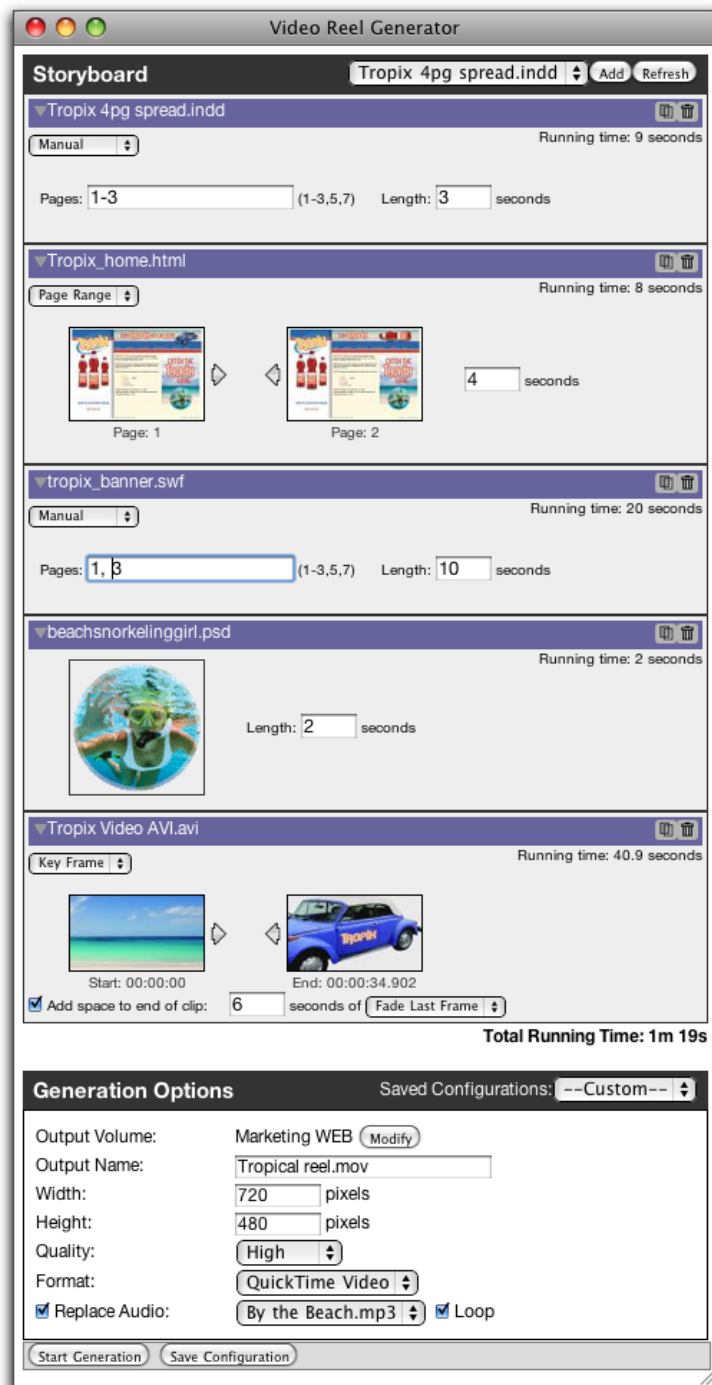 Video Reel Generator
Storyboard Tropix 4pg spread.indd Add Refresh
Tropix 4pg spread.indd
Manual Running time: 9 seconds
Pages: 1-3 (1-3,5,7) Length: 3 seconds
Tropix_home.html
Page Range Running time: 8 seconds
4 seconds
Page: 1 Page: 2
tropix_banner.swf
Manual Running time: 20 seconds
Pages: 1, 3 (1-3,5,7) Length: 10 seconds
beachsnorkelinggirl.psd
Running time: 2 seconds
Length: 2 seconds
Tropix Video AVI.avi
Key Frame Running time: 40.9 seconds
TROPIX
Start: 00:00:00 End: 00:00:34.902
Add space to end of clip: 6 seconds of Fade Last Frame
Total Running Time: 1m 19s
Generation Options Saved Configurations: --Custom--
Output Volume: Marketing WEB Modify
Output Name: Tropical reel.mov
Width: 720 pixels
Height: 480 pixels
Quality: High
Format: QuickTime Video
Replace Audio: By the Beach.mp3 Loop
Start Generation Save Configuration